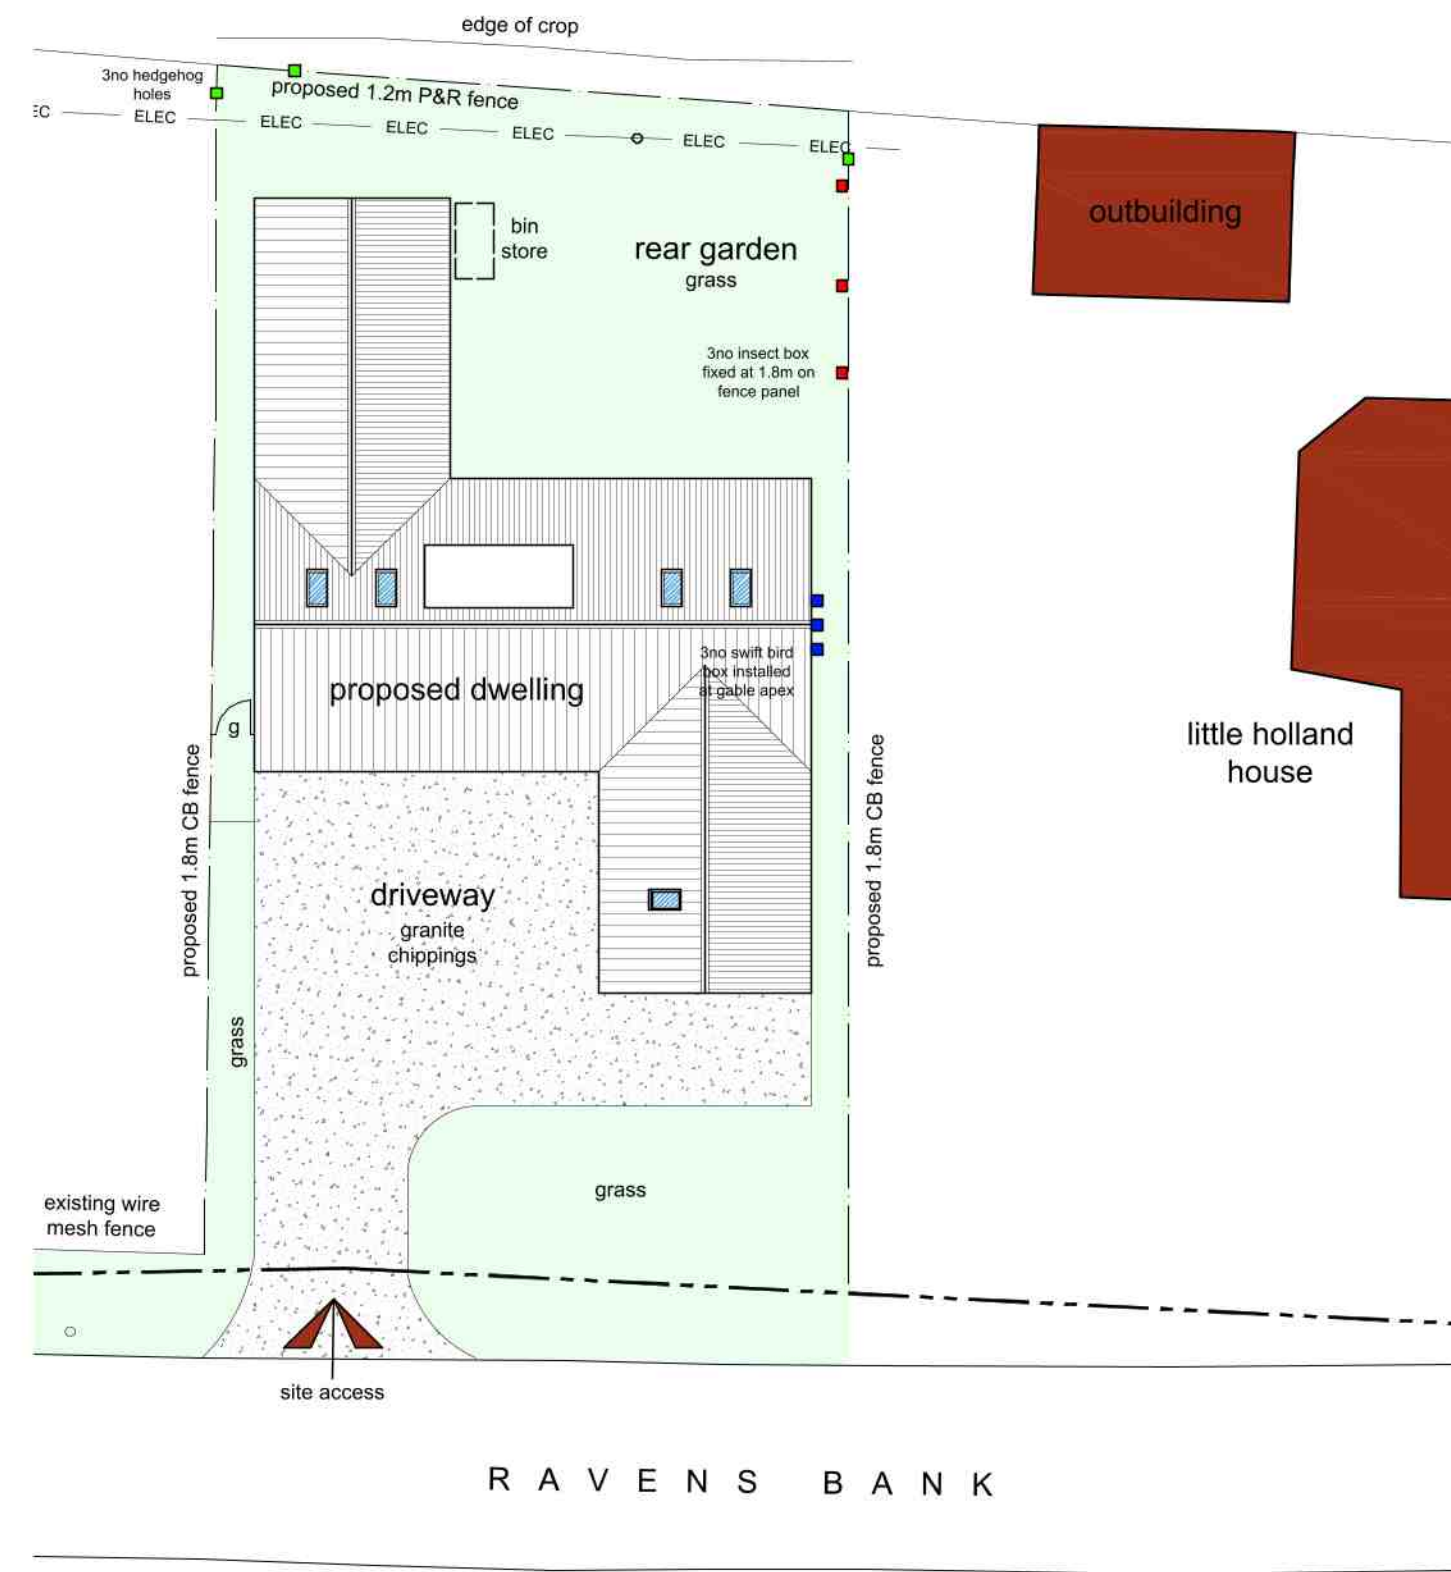 edge of crop
3no hedgehog
holes
proposed 1.2m P&R fence
EC
ELEC
ELEC
ELEC
ELEC
ELEC
ELEC
outbuilding
bin
store
rear garden
grass
3no insect box
fixed at 1.8m on
fence panel
3no swift bird
box installed
at gable apex
proposed dwelling
g
little holland
house
proposed 1.8m CB fence
proposed 1.8m CB fence
driveway
granite
chippings
grass
grass
existing wire
mesh fence
site access
RAVENS BANK